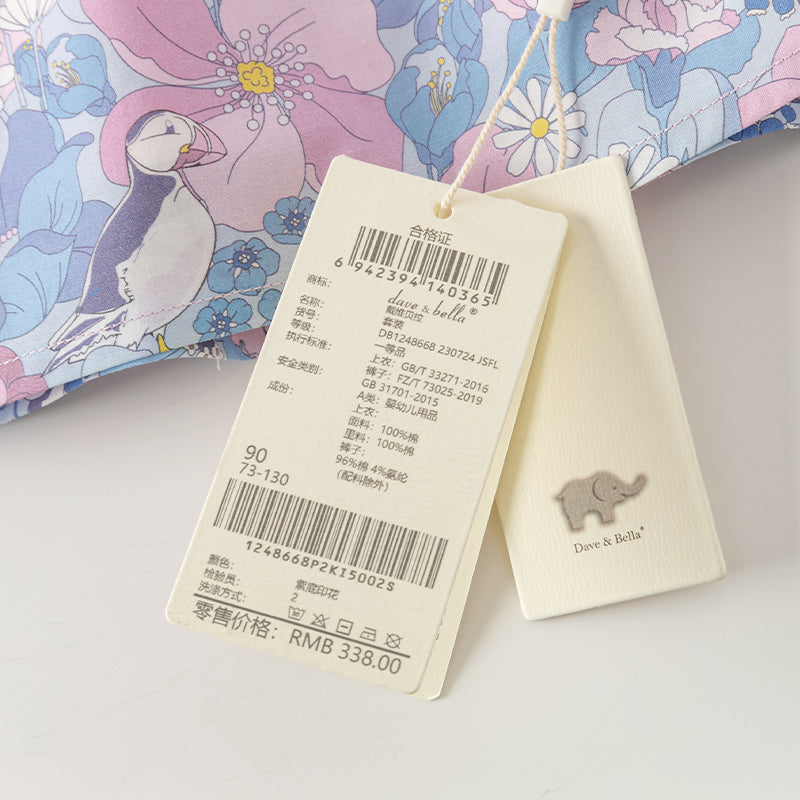 合格证
6 942394 140365
商标： dave & bella®
戴维贝拉
名称： 套装
货号： DB1248668 230724 JSFL
等级： 一等品
执行标准： 上衣：GB/T 33271-2016
裤子：FZ/T 73025-2019
GB 31701-2015
安全类别： A类：婴幼儿用品
成份： 上衣：
面料：100%棉
里料：100%棉
裤子：
96%棉 4%氨纶
(配料除外)
90
73-130
1248668P2KI5002S
颜色： 紫底印花
检验员： 2
洗涤方式：
零售价格：RMB 338.00
Dave & Bella®